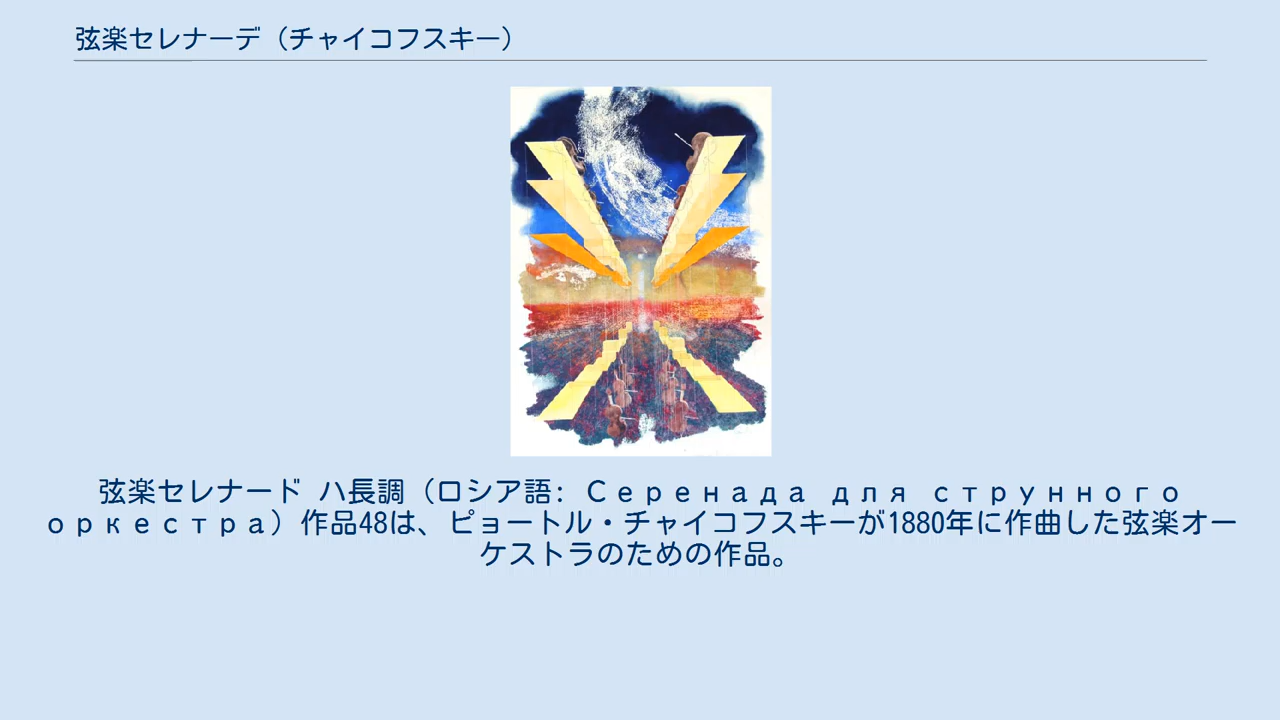 弦楽セレナーデ（チャイコフスキー）
弦楽セレナード ハ長調（ロシア語: Серенада для струнного
оркестра）作品48は、ピョートル・チャイコフスキーが1880年に作曲した弦楽オー
ケストラのための作品。